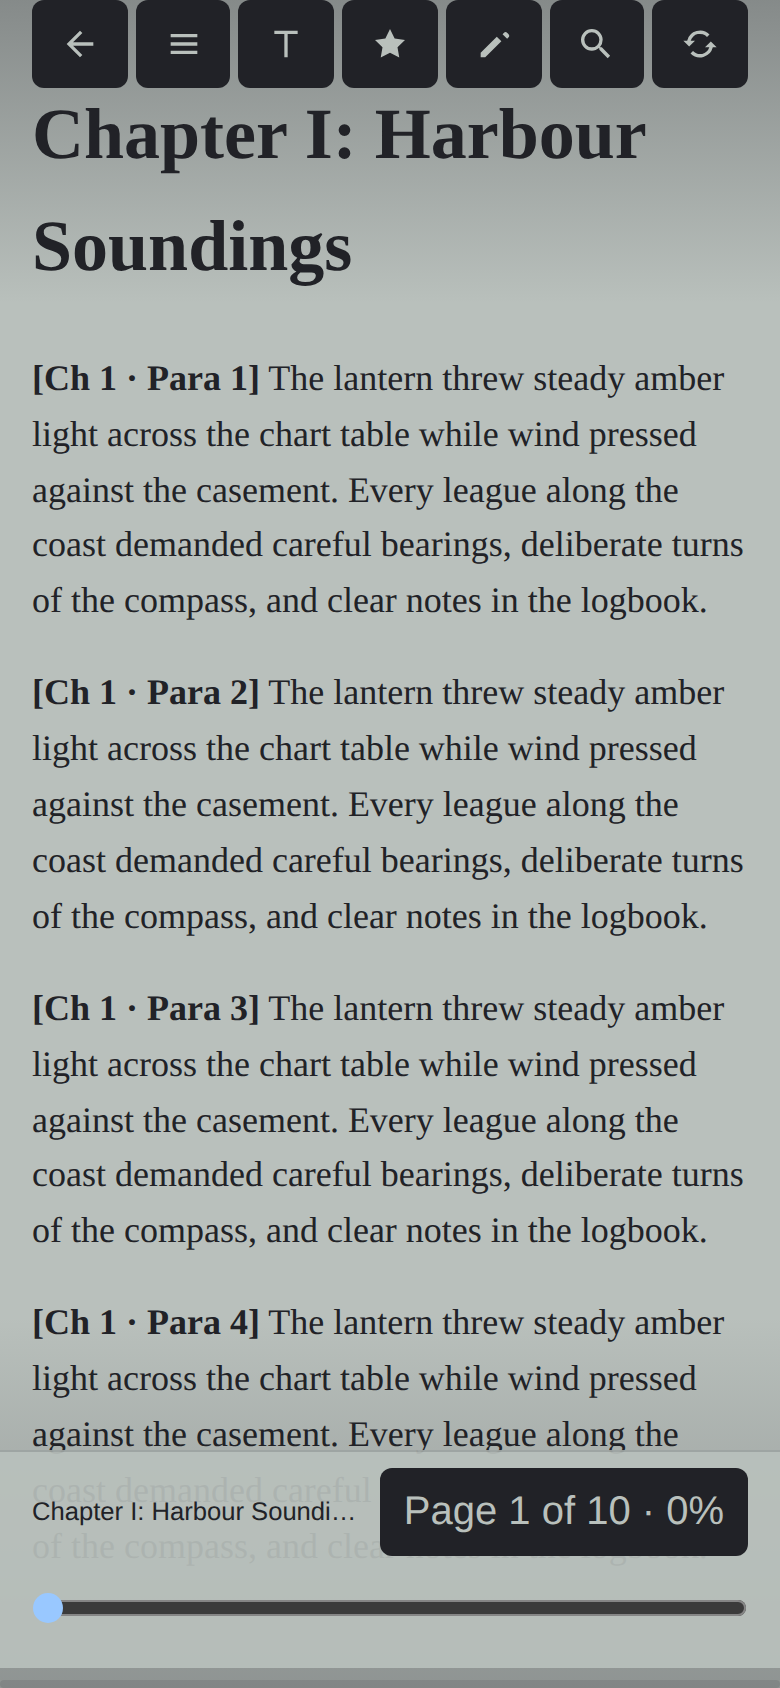 Chapter I: Harbour
Soundings
[Ch 1 · Para 1] The lantern threw steady amber
light across the chart table while wind pressed
against the casement. Every league along the
coast demanded careful bearings, deliberate turns
of the compass, and clear notes in the logbook.
[Ch 1 · Para 2] The lantern threw steady amber
light across the chart table while wind pressed
against the casement. Every league along the
coast demanded careful bearings, deliberate turns
of the compass, and clear notes in the logbook.
[Ch 1 · Para 3] The lantern threw steady amber
light across the chart table while wind pressed
against the casement. Every league along the
coast demanded careful bearings, deliberate turns
of the compass, and clear notes in the logbook.
[Ch 1 · Para 4] The lantern threw steady amber
light across the chart table while wind pressed
against the casement. Every league along the
coast demanded careful
Chapter I: Harbour Soundi…
Page 1 of 10 · 0%
of the compass, and clea